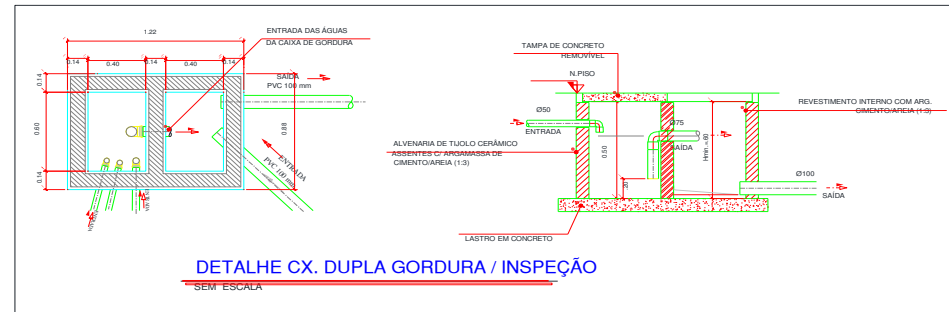 1.22
ENTRADA DAS ÁGUAS
DA CAIXA DE GORDURA
0.14
0.40
0.14
0.40
0.14
0.14
SAÍDA
PVC 100 mm
0.60
0.88
ENTRADA
PVC 100 mm
0.14
TAMPA DE CONCRETO
REMOVÍVEL
N.PISO
Ø50
ENTRADA
Ø75
SAÍDA
REVESTIMENTO INTERNO COM ARG.
CIMENTO/AREIA (1:3)
ALVENARIA DE TIJOLO CERÂMICO
ASSENTES C/ ARGAMASSA DE
CIMENTO/AREIA (1:3)
0.50
.20
Ø100
SAÍDA
LASTRO EM CONCRETO
DETALHE CX. DUPLA GORDURA / INSPEÇÃO
SEM ESCALA